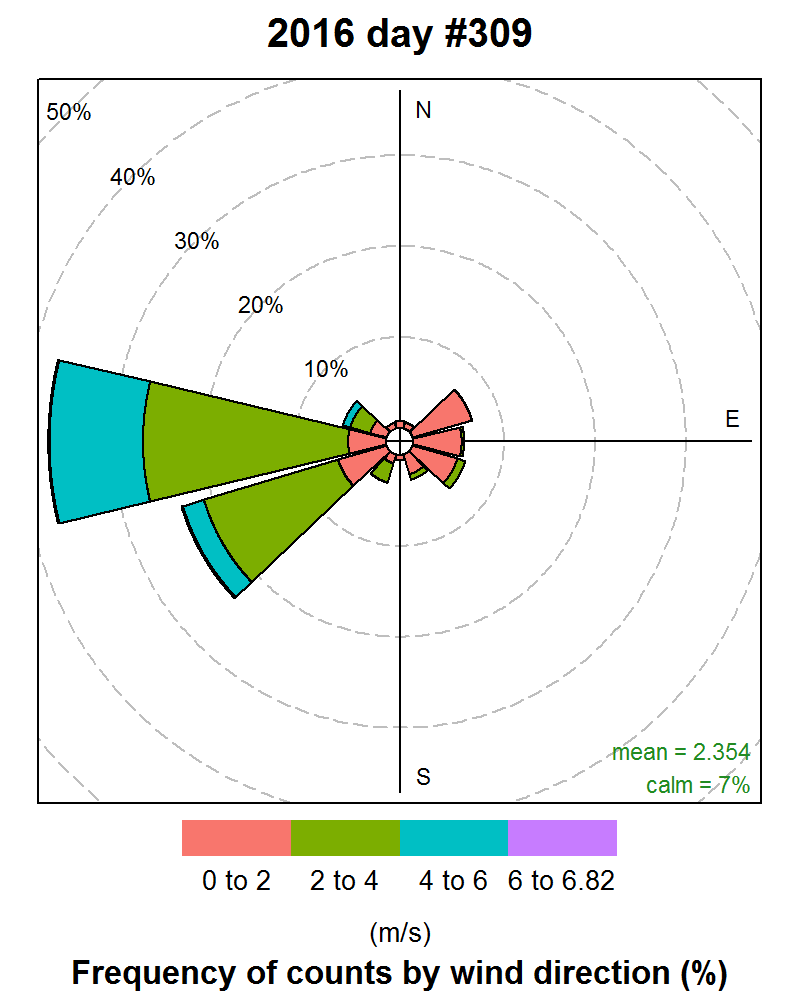 2016 day #309
50%
N
40%
30%
20%
10%
E
S
mean = 2.354
calm = 7%
0 to 2 2 to 4 4 to 6 6 to 6.82
(m/s)
Frequency of counts by wind direction (%)